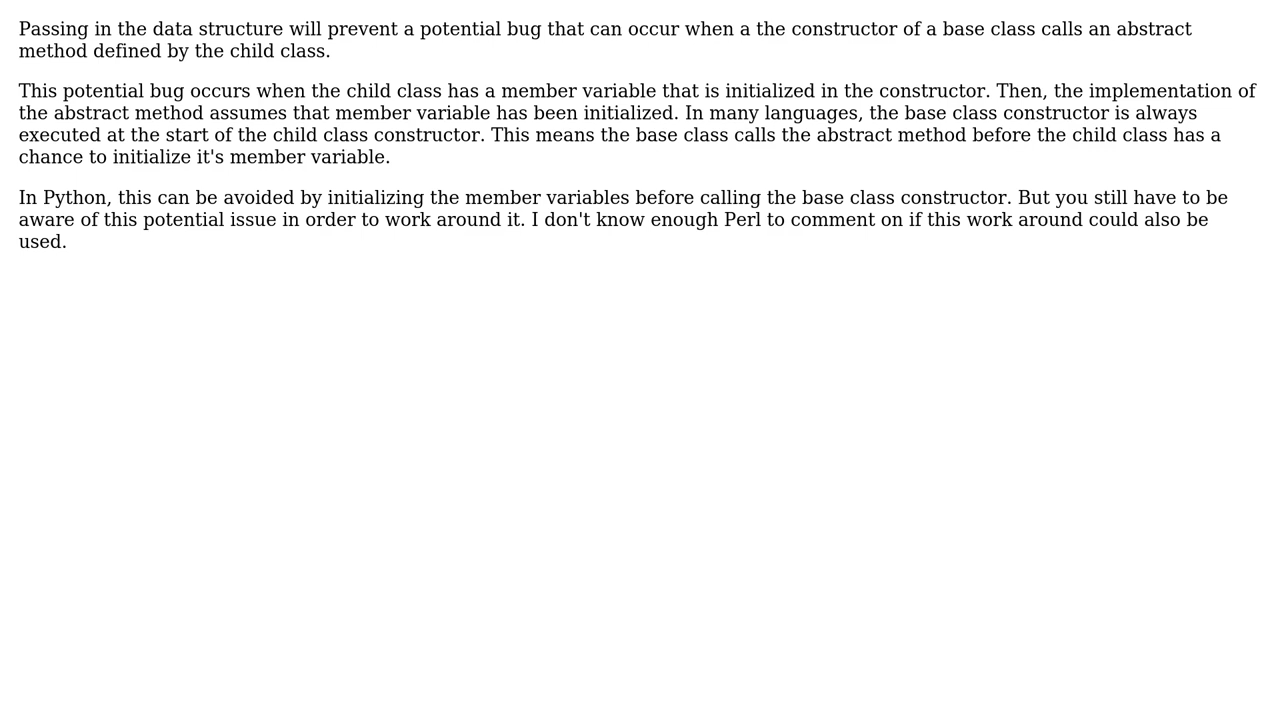 Passing in the data structure will prevent a potential bug that can occur when a the constructor of a base class calls an abstract
method defined by the child class.
This potential bug occurs when the child class has a member variable that is initialized in the constructor. Then, the implementation of
the abstract method assumes that member variable has been initialized. In many languages, the base class constructor is always
executed at the start of the child class constructor. This means the base class calls the abstract method before the child class has a
chance to initialize it's member variable.
In Python, this can be avoided by initializing the member variables before calling the base class constructor. But you still have to be
aware of this potential issue in order to work around it. I don't know enough Perl to comment on if this work around could also be
used.